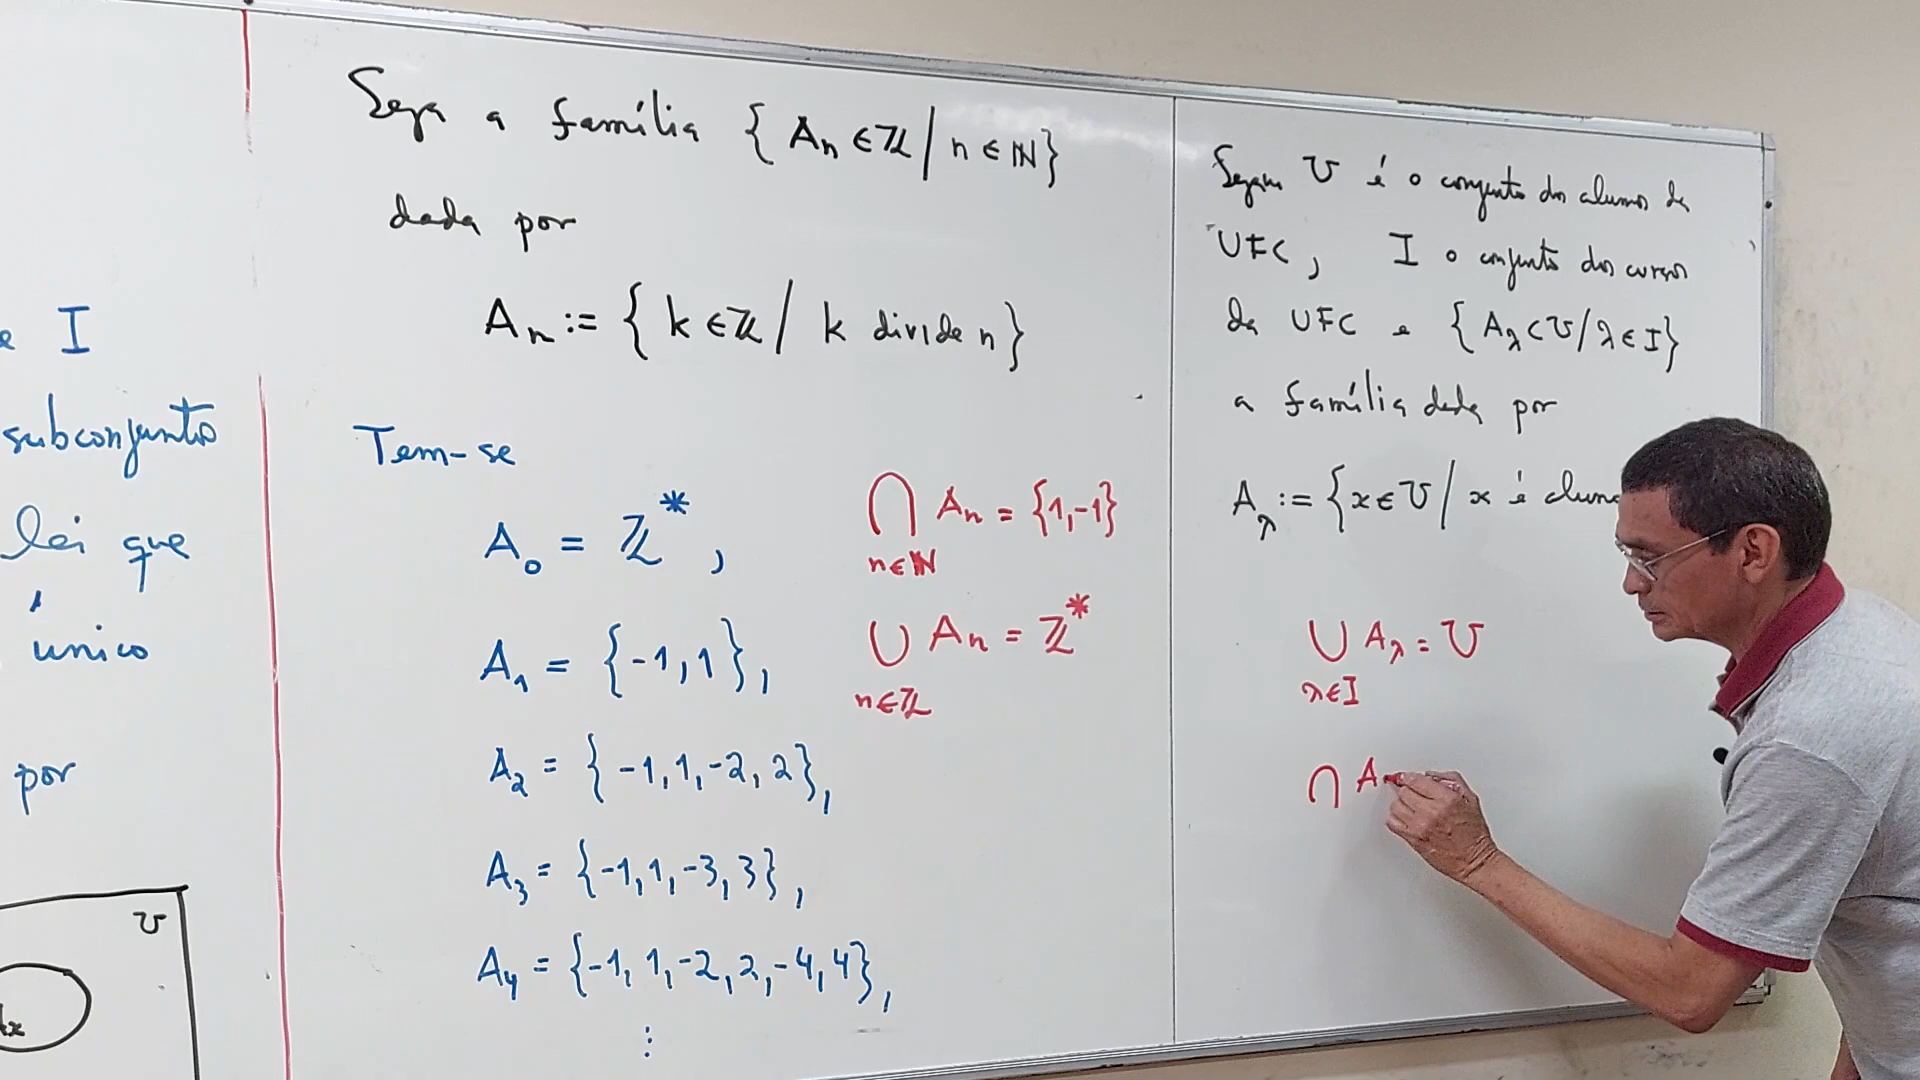 e I
subconjunto
lei que
único
por
U
Seja a família { Aₙ ∈ ℤ / n ∈ ℕ}
dada por
Aₙ := { k ∈ ℤ / k divide n}
Tem-se
A₀ = ℤ*,
A₁ = {-1,1},
A₂ = { -1,1,-2,2},
A₃ = {-1,1,-3,3},
A₄ = {-1,1,-2,2,-4,4},
⋮
⋂ Aₙ = {1,-1}
n∈ℕ
∪ Aₙ = ℤ*
n∈ℤ
Sejam U é o conjunto dos alunos da
UFC, I o conjunto dos cursos
da UFC e { A_λ ⊂ U / λ ∈ I}
a família dada por
A_λ := {x ∈ U / x é aluno
∪ A_λ = U
λ∈I
∩ A